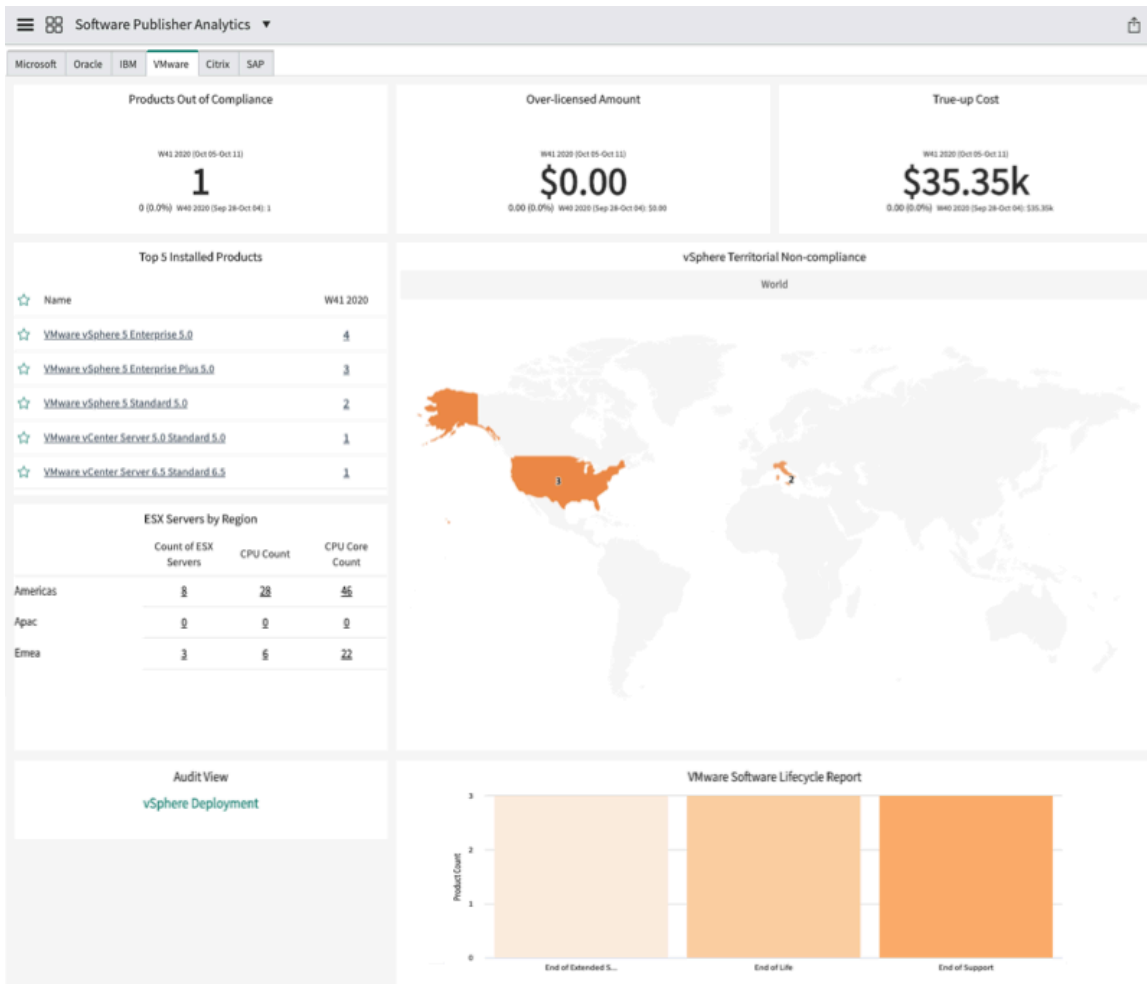 Software Publisher Analytics ▼
Microsoft Oracle IBM VMware Citrix SAP
Products Out of Compliance
W41 2020 (Oct 05-Oct 11)
1
0 (0.0%) W40 2020 (Sep 28-Oct 04): 1
Over-licensed Amount
W41 2020 (Oct 05-Oct 11)
$0.00
0.00 (0.0%) W40 2020 (Sep 28-Oct 04): $0.00
True-up Cost
W41 2020 (Oct 05-Oct 11)
$35.35k
0.00 (0.0%) W40 2020 (Sep 28-Oct 04): $35.35k
Top 5 Installed Products
Name W41 2020
VMware vSphere 5 Enterprise 5.0 4
VMware vSphere 5 Enterprise Plus 5.0 3
VMware vSphere 5 Standard 5.0 2
VMware vCenter Server 5.0 Standard 5.0 1
VMware vCenter Server 6.5 Standard 6.5 1
vSphere Territorial Non-compliance
World
3
2
ESX Servers by Region
Count of ESX Servers CPU Count CPU Core Count
Americas 8 28 46
Apac 0 0 0
Emea 3 6 22
Audit View
vSphere Deployment
VMware Software Lifecycle Report
Product Count
3
2
1
0
End of Extended S... End of Life End of Support